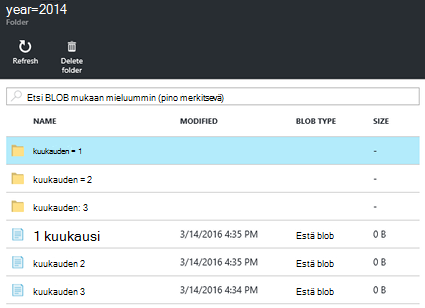 year=2014
Folder
Refresh
Delete folder
Etsi BLOB mukaan mieluummin (pino merkitsevä)
NAME MODIFIED BLOB TYPE SIZE
kuukauden = 1 -
kuukauden = 2 -
kuukauden: 3 -
1 kuukausi 3/14/2016 4:35 PM Estä blob 0 B
kuukauden 2 3/14/2016 4:35 PM Estä blob 0 B
kuukauden 3 3/14/2016 4:34 PM Estä blob 0 B